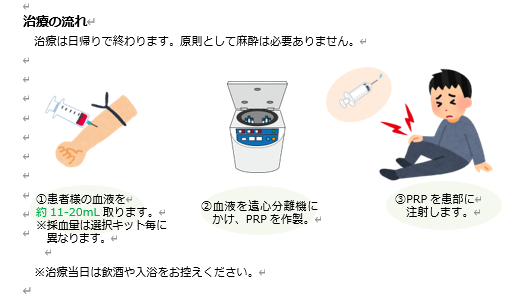 治療の流れ
治療は日帰りで終わります。原則として麻酔は必要ありません。
①患者様の血液を
約 11-20mL 取ります。
※採血量は選択キット毎に
異なります。
②血液を遠心分離機に
かけ、PRP を作製。
③PRP を患部に
注射します。
※治療当日は飲酒や入浴をお控えください。